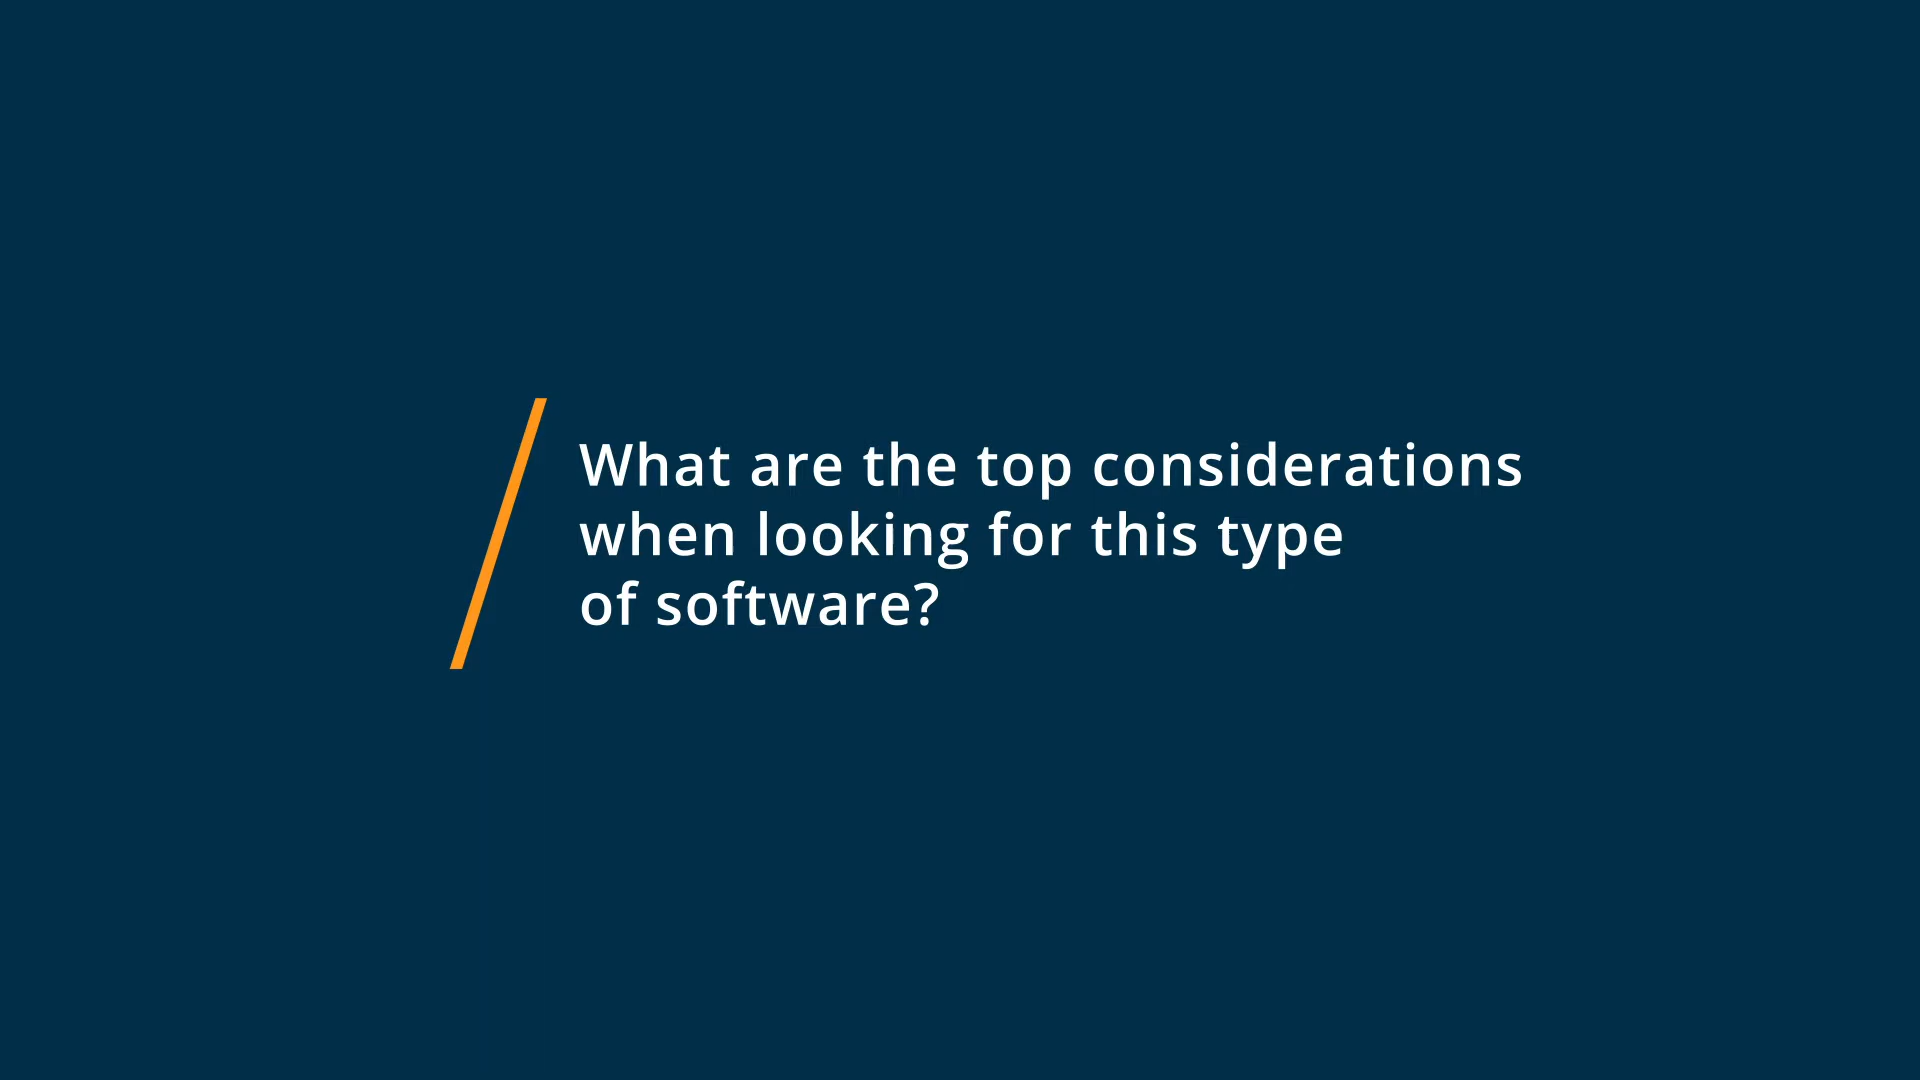 What are the top considerations
when looking for this type
of software?